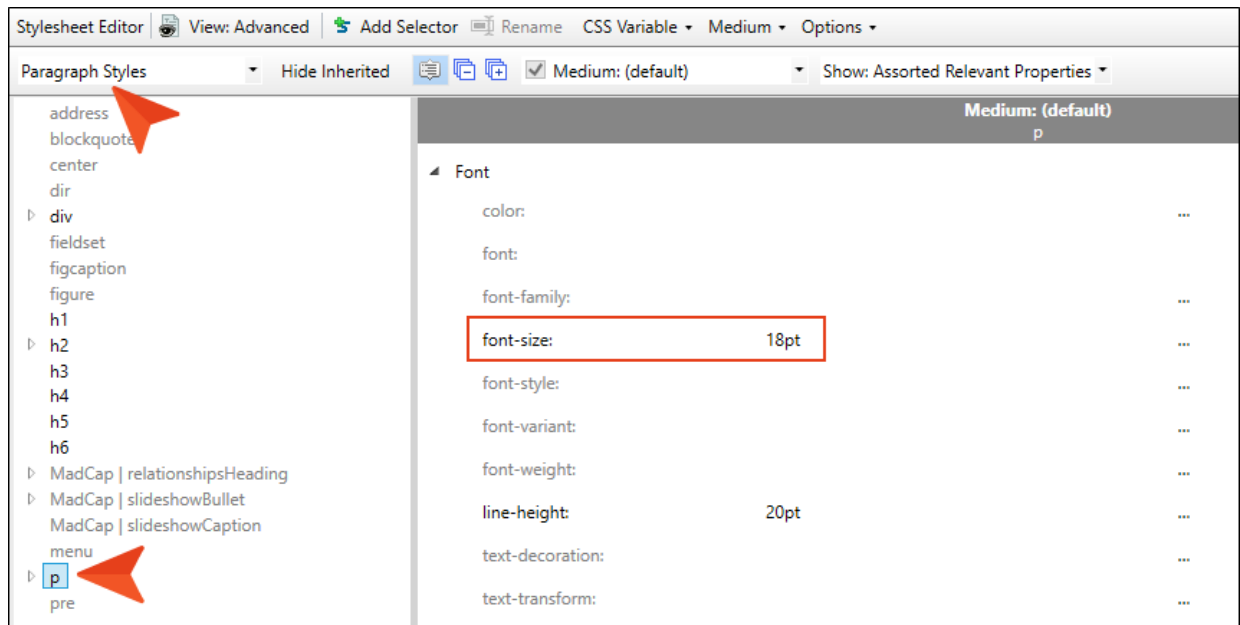 Stylesheet Editor View: Advanced Add Selector Rename CSS Variable Medium Options
Paragraph Styles Hide Inherited Medium: (default) Show: Assorted Relevant Properties
address
blockquote
center
dir
div
fieldset
figcaption
figure
h1
h2
h3
h4
h5
h6
MadCap | relationshipsHeading
MadCap | slideshowBullet
MadCap | slideshowCaption
menu
p
pre
Medium: (default)
p
Font
color: ...
font:
font-family: ...
font-size: 18pt ...
font-style: ...
font-variant: ...
font-weight: ...
line-height: 20pt ...
text-decoration: ...
text-transform: ...